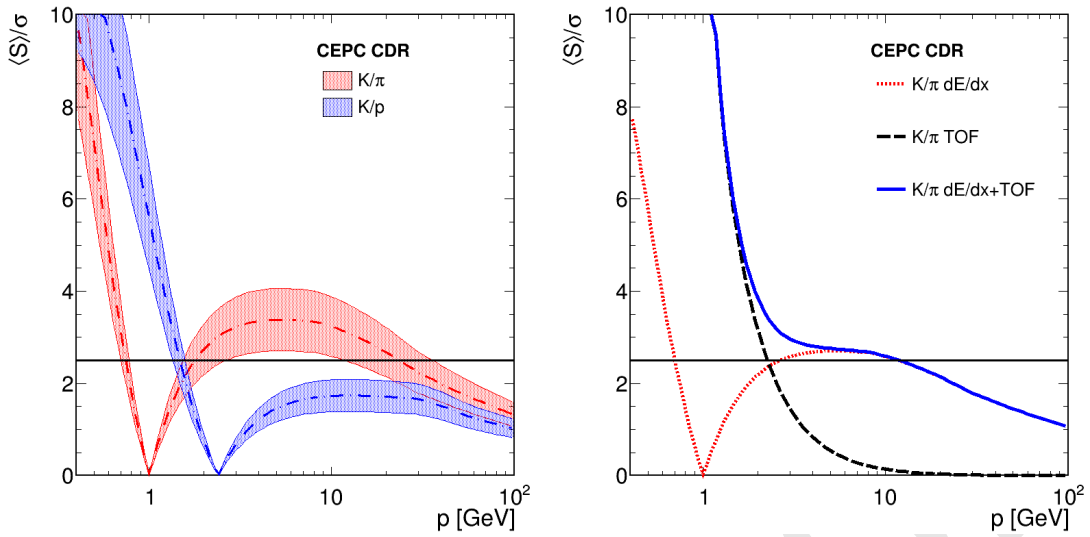 ⟨S⟩/σ
10
8
6
4
2
0
CEPC CDR
K/π
K/p
1
10
10²
p [GeV]
⟨S⟩/σ
10
8
6
4
2
0
CEPC CDR
K/π dE/dx
K/π TOF
K/π dE/dx+TOF
1
10
10²
p [GeV]